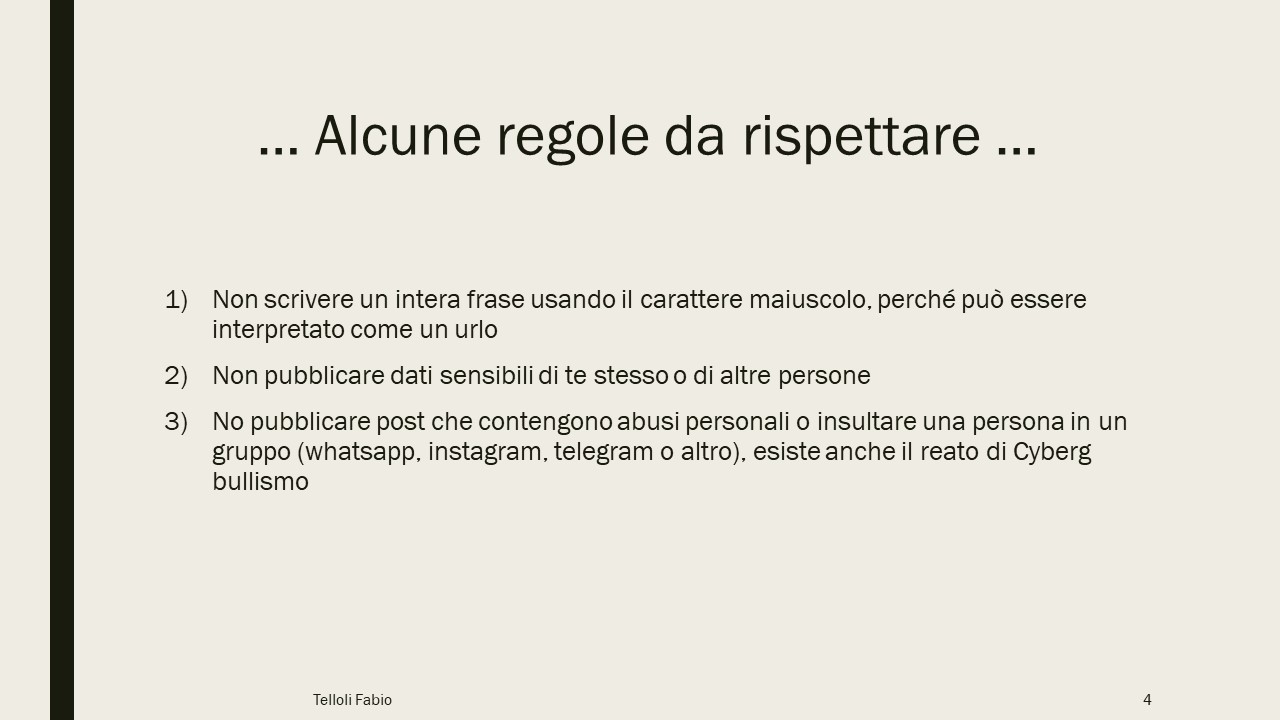 ... Alcune regole da rispettare ...
1) Non scrivere un intera frase usando il carattere maiuscolo, perché può essere
interpretato come un urlo
2) Non pubblicare dati sensibili di te stesso o di altre persone
3) No pubblicare post che contengono abusi personali o insultare una persona in un
gruppo (whatsapp, instagram, telegram o altro), esiste anche il reato di Cyberg
bullismo
Telloli Fabio
4